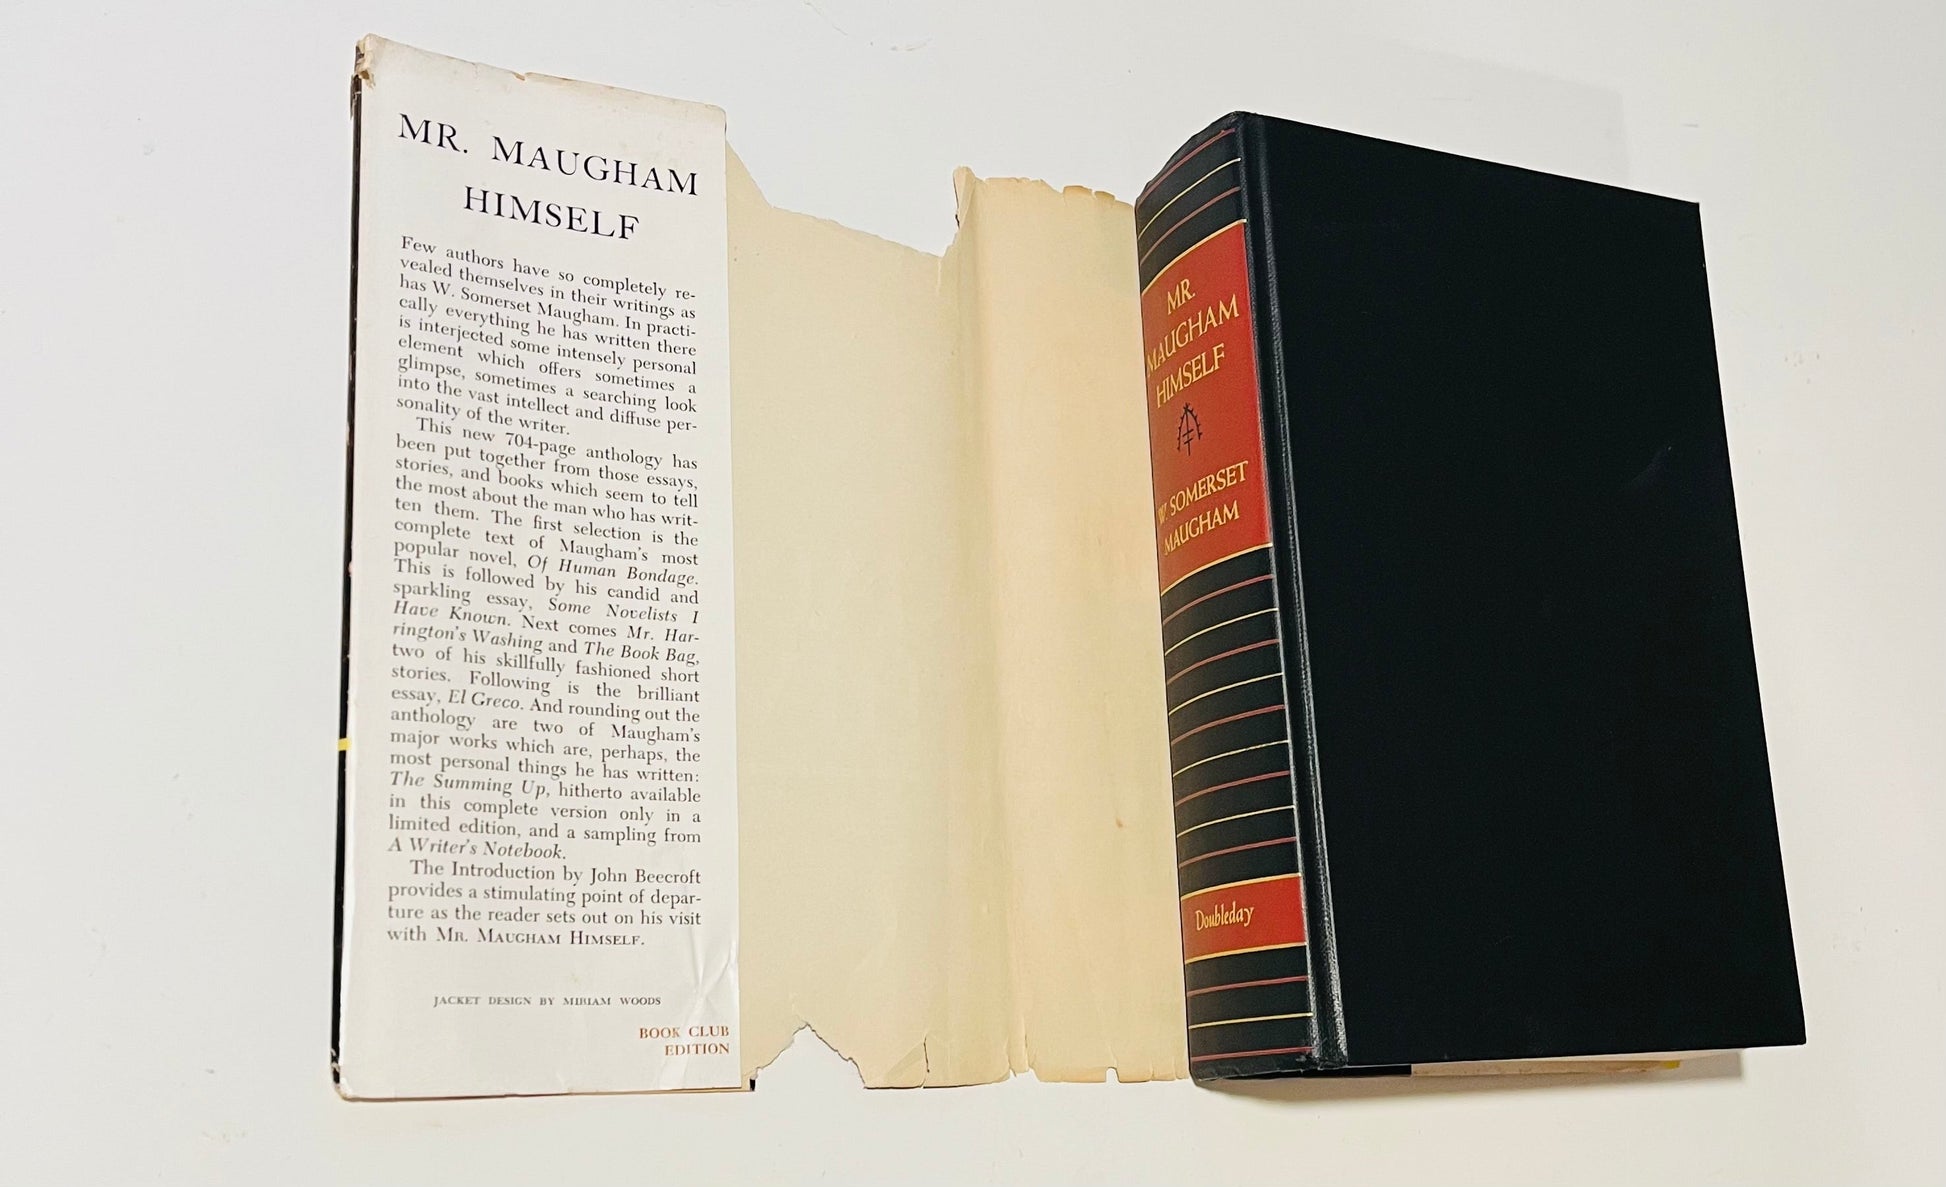 MR. MAUGHAM
HIMSELF
Few authors have so completely re-
vealed themselves in their writings as
has W. Somerset Maugham. In practi-
cally everything he has written there
is interjected some intensely personal
element which offers sometimes a
glimpse, sometimes a searching look
into the vast intellect and diffuse per-
sonality of the writer.
This new 704-page anthology has
been put together from those essays,
stories, and books which seem to tell
the most about the man who has writ-
ten them. The first selection is the
complete text of Maugham's most
popular novel, Of Human Bondage.
This is followed by his candid and
sparkling essay, Some Novelists I
Have Known. Next comes Mr. Har-
rington's Washing and The Book Bag,
two of his skillfully fashioned short
stories. Following is the brilliant
essay, El Greco. And rounding out the
anthology are two of Maugham's
major works which are, perhaps, the
most personal things he has written:
The Summing Up, hitherto available
in this complete version only in a
limited edition, and a sampling from
A Writer's Notebook.
The Introduction by John Beecroft
provides a stimulating point of depar-
ture as the reader sets out on his visit
with MR. MAUGHAM HIMSELF.
JACKET DESIGN BY MIRIAM WOODS
BOOK CLUB
EDITION
MR.
MAUGHAM
HIMSELF
W. SOMERSET
MAUGHAM
Doubleday